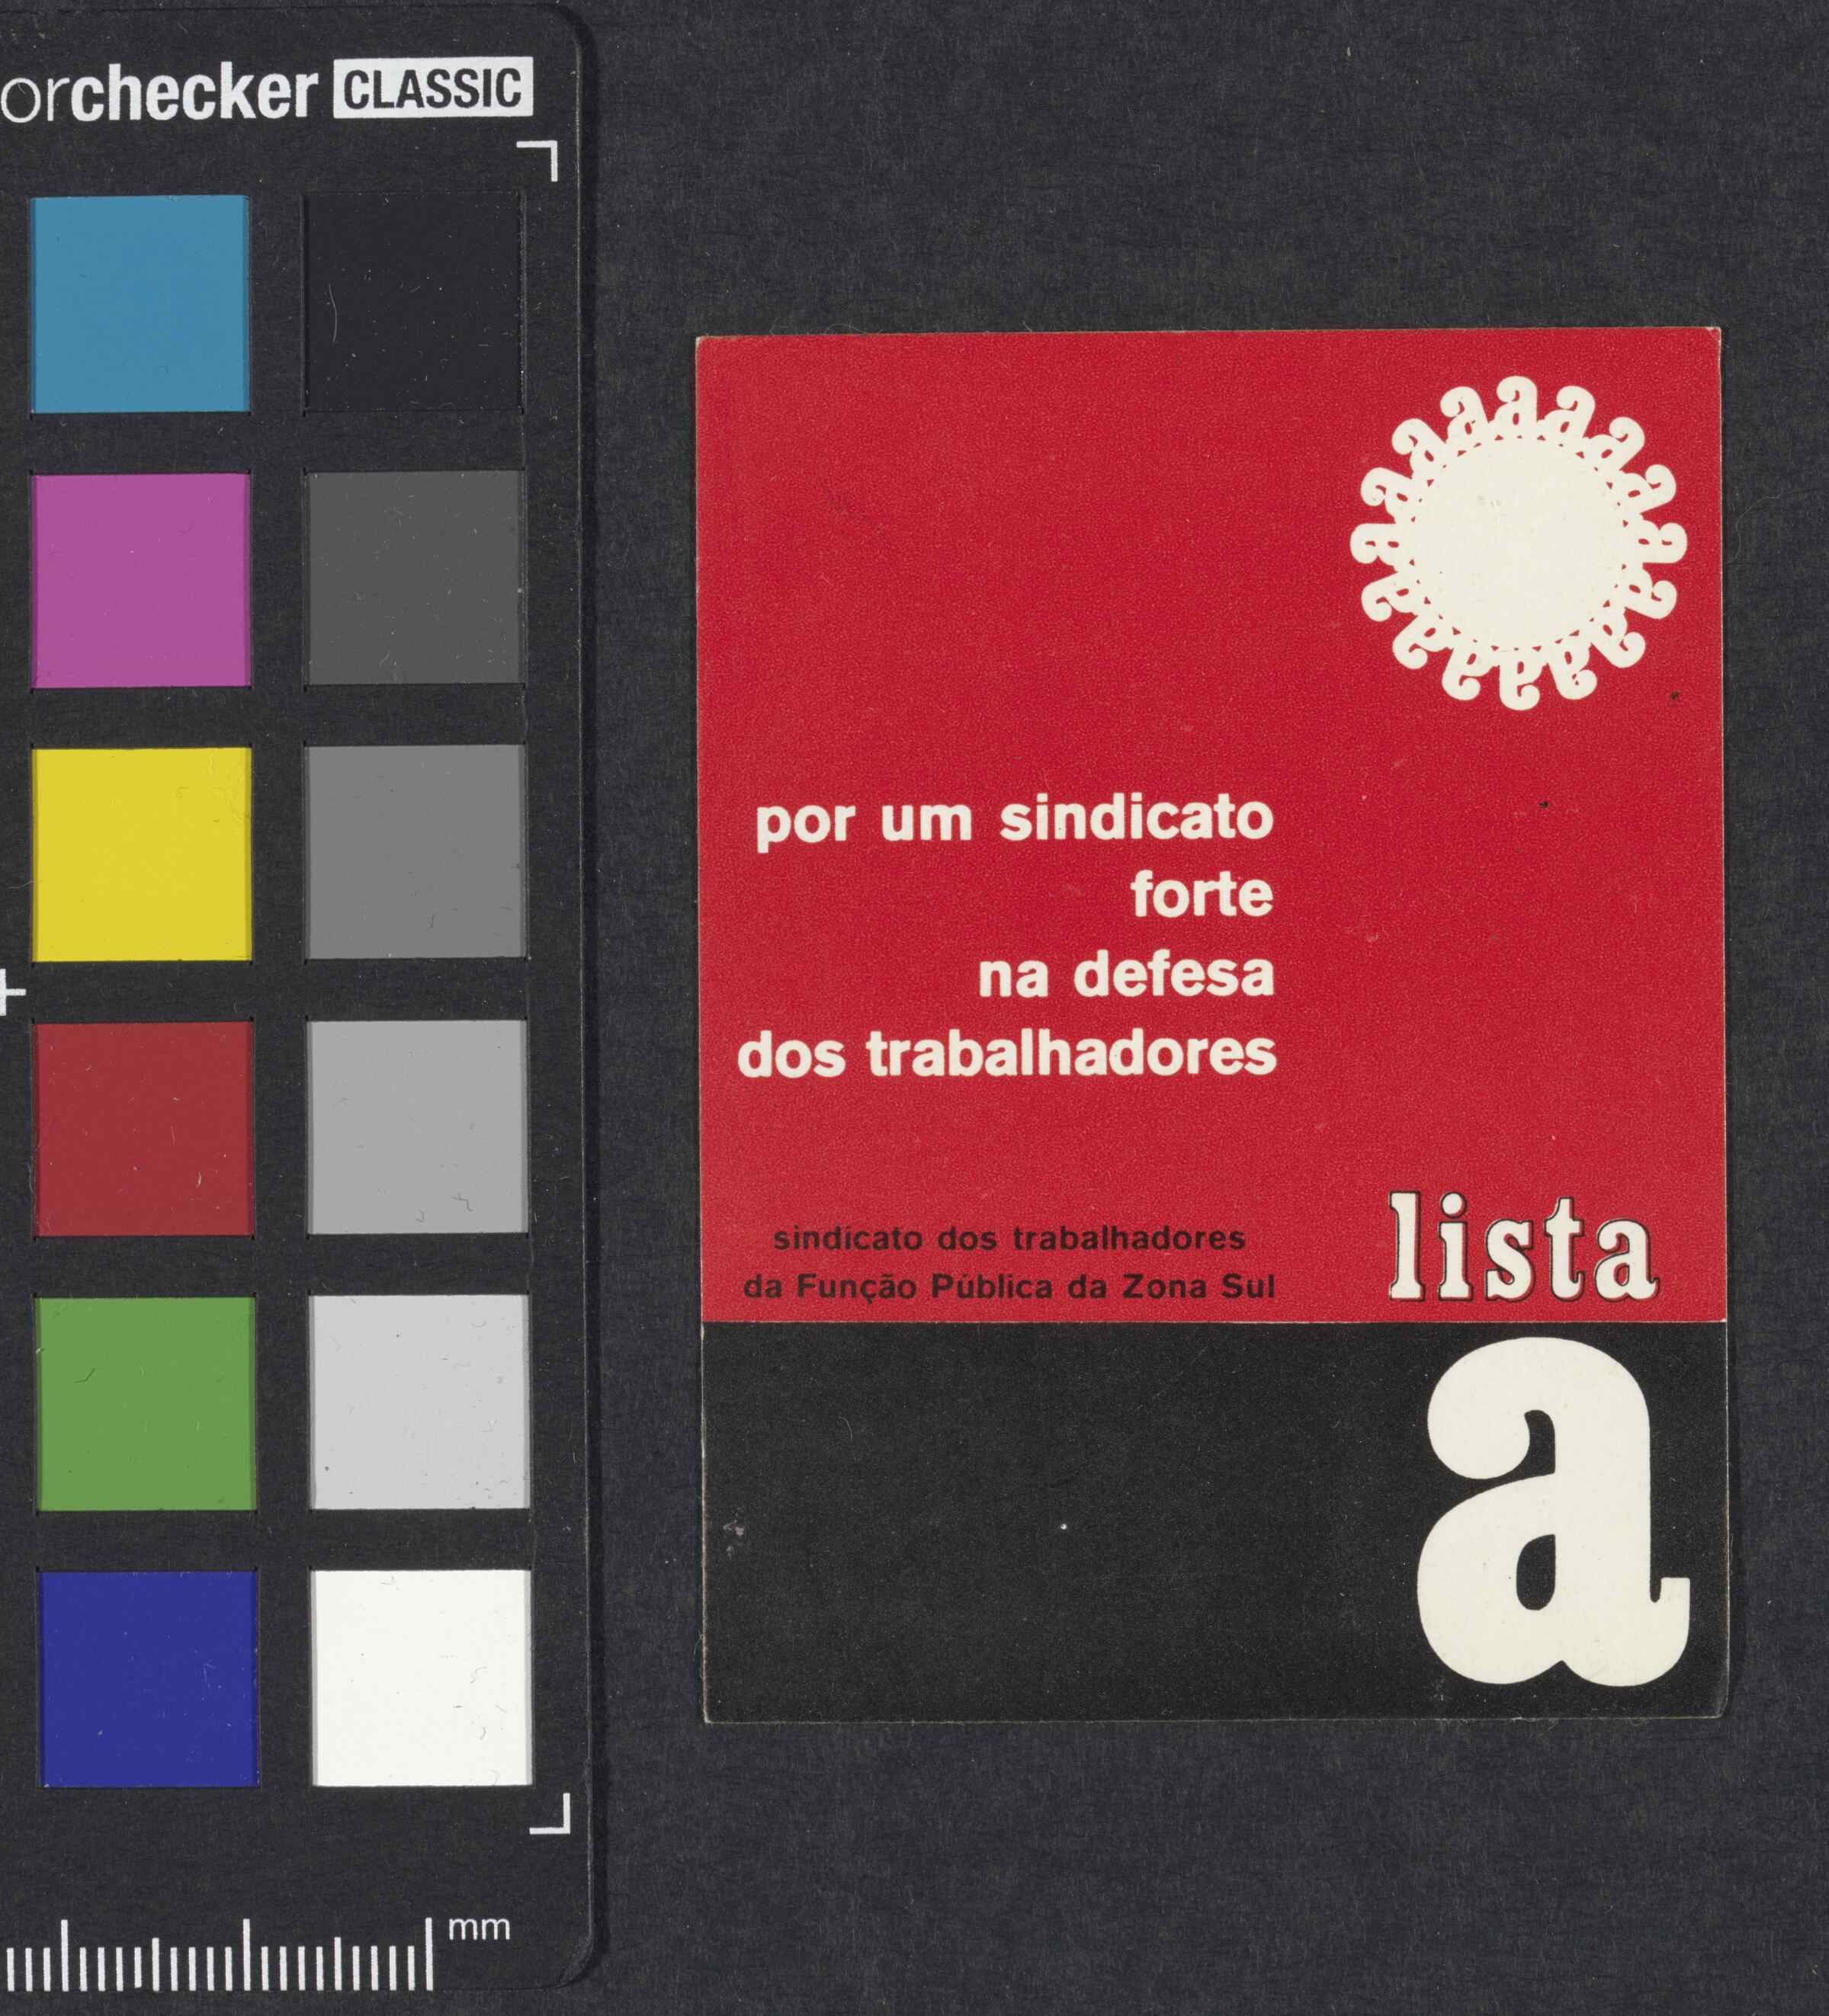 orchecker CLASSIC
aaaaaaaaaaaaaaaaaa
por um sindicato
forte
na defesa
dos trabalhadores
sindicato dos trabalhadores
da Função Pública da Zona Sul
lista
a
mm